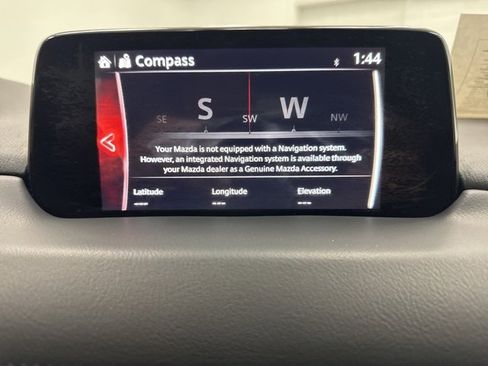 Compass 1:44
SE S SW W NW
Your Mazda is not equipped with a Navigation system.
However, an integrated Navigation system is available through
your Mazda dealer as a Genuine Mazda Accessory.
Latitude Longitude Elevation